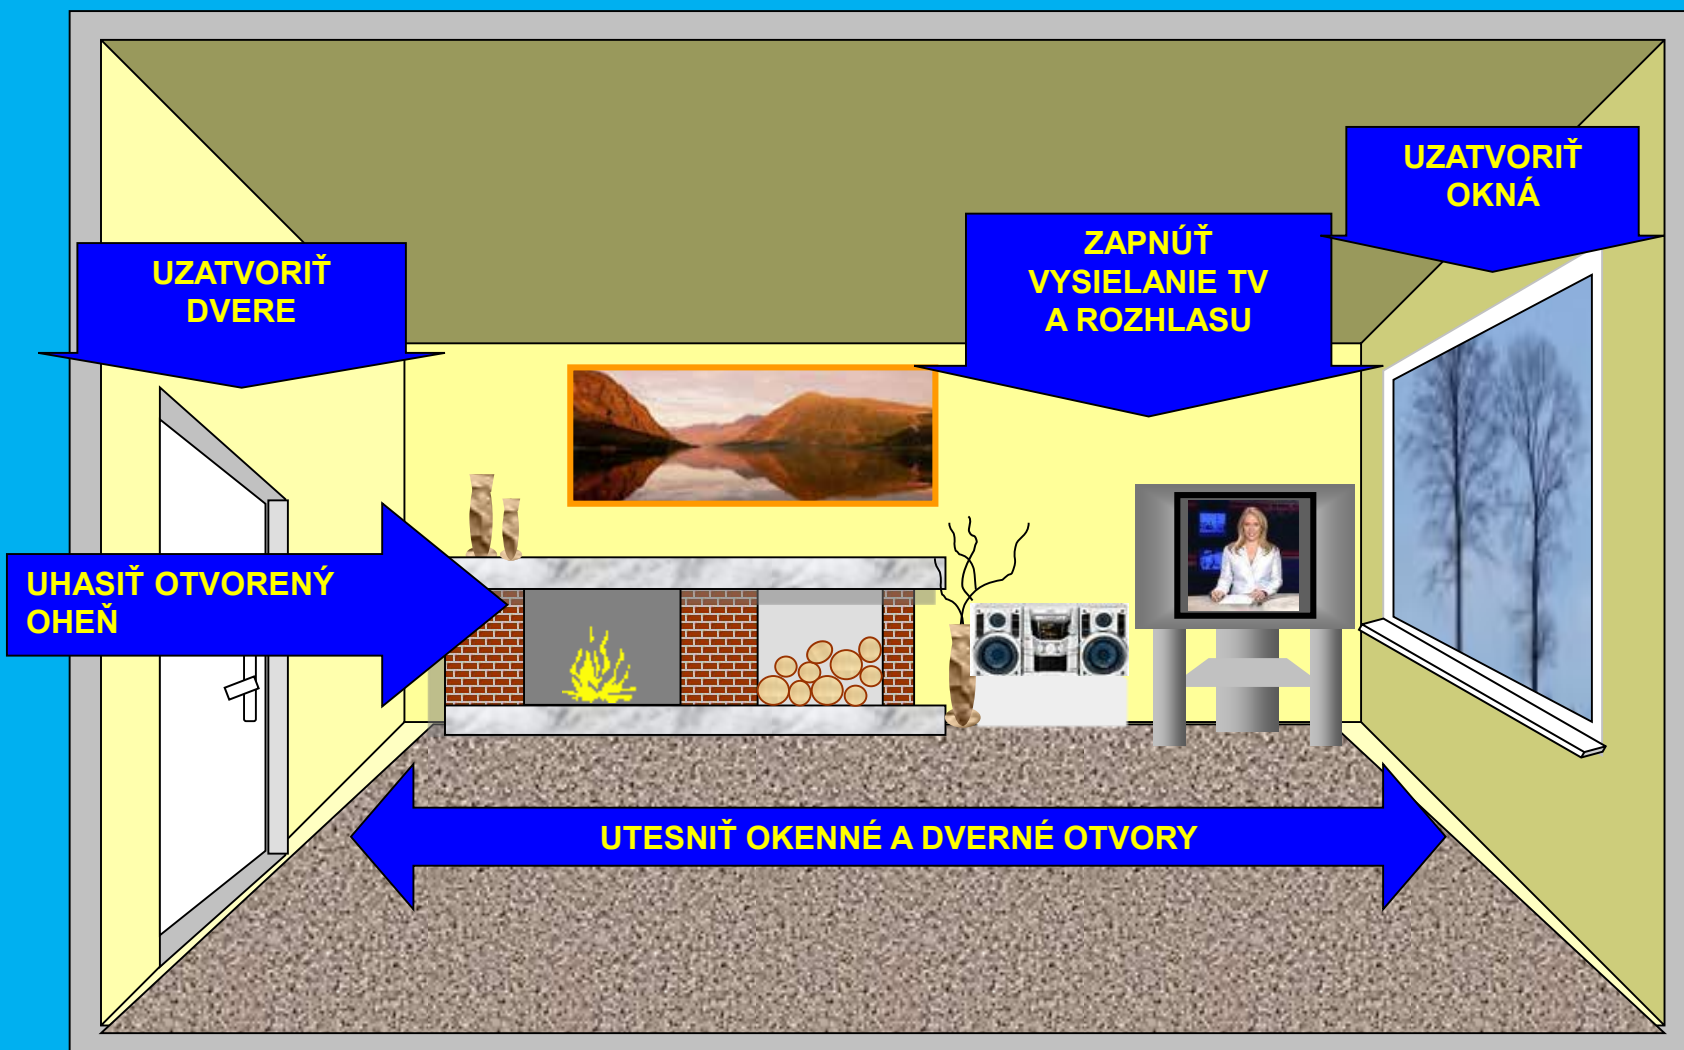 UZATVORIŤ
OKNÁ
ZAPNÚŤ
VYSIELANIE TV
A ROZHLASU
UZATVORIŤ
DVERE
UHASIŤ OTVORENÝ
OHEŇ
UTESNIŤ OKENNÉ A DVERNÉ OTVORY